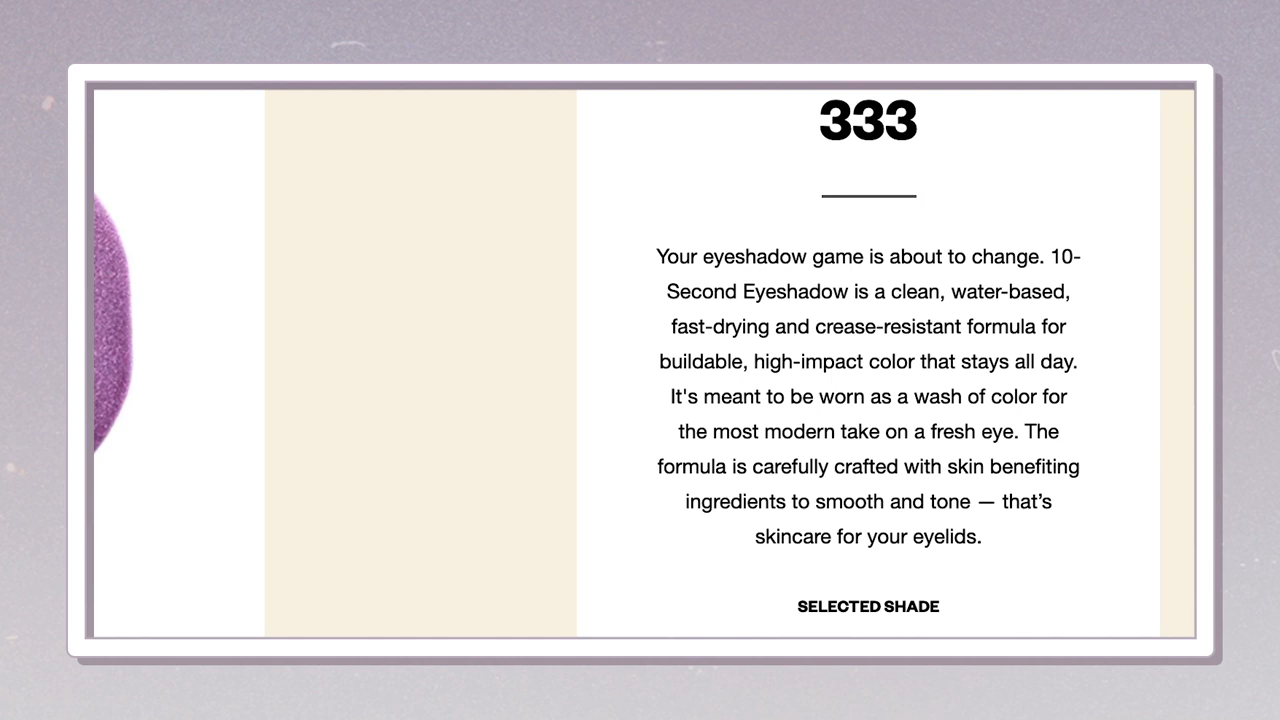 333
Your eyeshadow game is about to change. 10-
Second Eyeshadow is a clean, water-based,
fast-drying and crease-resistant formula for
buildable, high-impact color that stays all day.
It's meant to be worn as a wash of color for
the most modern take on a fresh eye. The
formula is carefully crafted with skin benefiting
ingredients to smooth and tone — that’s
skincare for your eyelids.
SELECTED SHADE